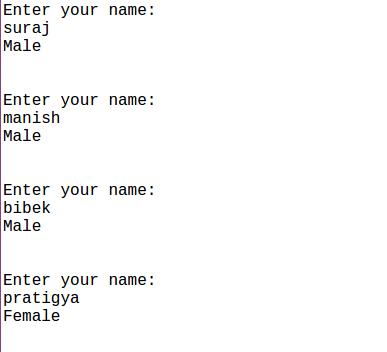 Enter your name:
suraj
Male
Enter your name:
manish
Male
Enter your name:
bibek
Male
Enter your name:
pratigya
Female